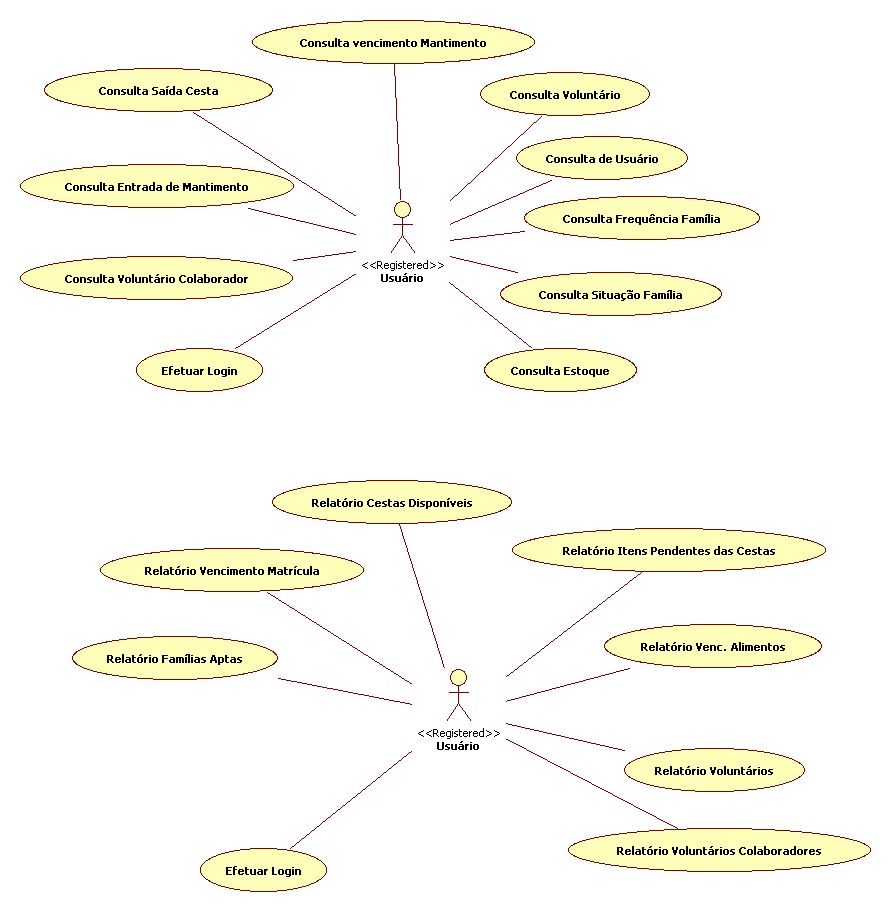 Consulta vencimento Mantimento
Consulta Saída Cesta
Consulta Voluntário
Consulta de Usuário
Consulta Entrada de Mantimento
Consulta Frequência Família
<<Registered>>
Usuário
Consulta Voluntário Colaborador
Consulta Situação Família
Efetuar Login
Consulta Estoque
Relatório Cestas Disponíveis
Relatório Itens Pendentes das Cestas
Relatório Vencimento Matrícula
Relatório Venc. Alimentos
Relatório Famílias Aptas
<<Registered>>
Usuário
Relatório Voluntários
Relatório Voluntários Colaboradores
Efetuar Login